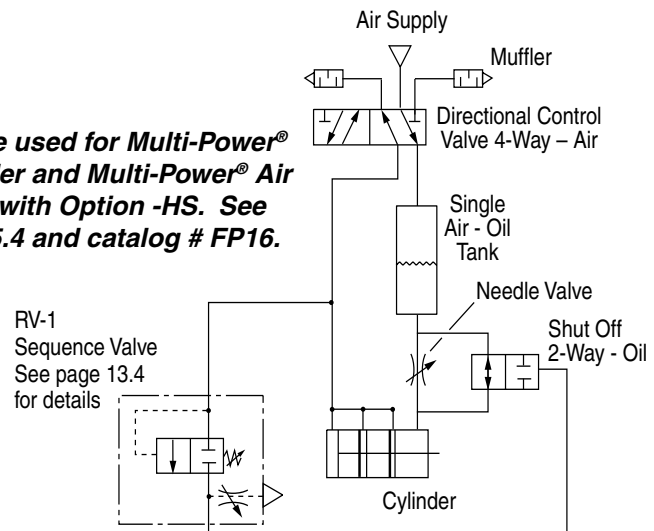 Air Supply
Muffler
Directional Control
Valve 4-Way – Air
e used for Multi-Power®
er and Multi-Power® Air
with Option -HS.  See
5.4 and catalog # FP16.
Single
Air - Oil
Tank
Needle Valve
Shut Off
2-Way - Oil
RV-1
Sequence Valve
See page 13.4
for details
Cylinder